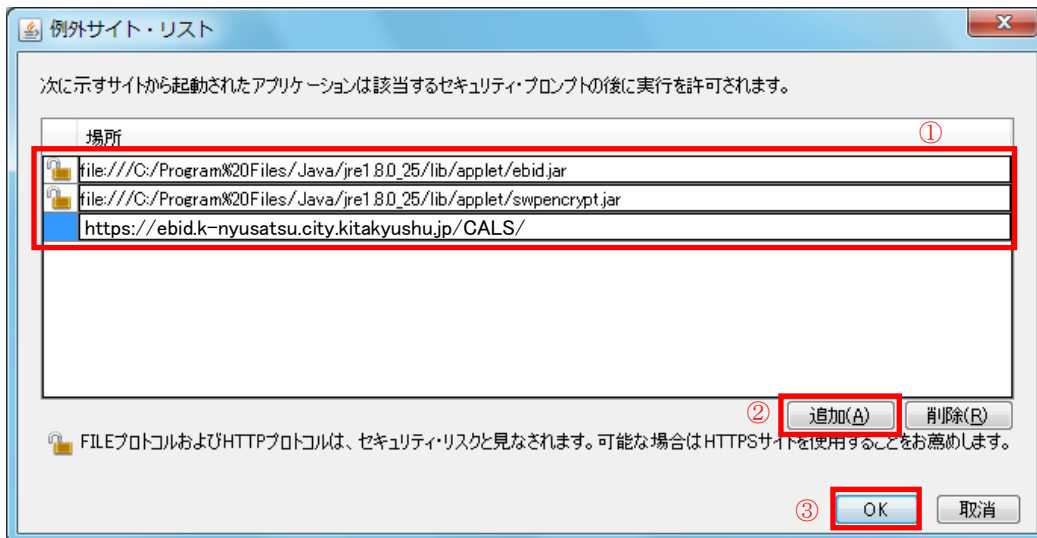 例外サイト・リスト
次に示すサイトから起動されたアプリケーションは該当するセキュリティ・プロンプトの後に実行を許可されます。
場所
①
file:///C:/Program%20Files/Java/jre1.8.0_25/lib/applet/ebid.jar
file:///C:/Program%20Files/Java/jre1.8.0_25/lib/applet/swpencrypt.jar
https://ebid.k-nyusatsu.city.kitakyushu.jp/CALS/
② 追加(A) 削除(R)
FILEプロトコルおよびHTTPプロトコルは、セキュリティ・リスクと見なされます。可能な場合はHTTPSサイトを使用することをお薦めします。
③ OK 取消